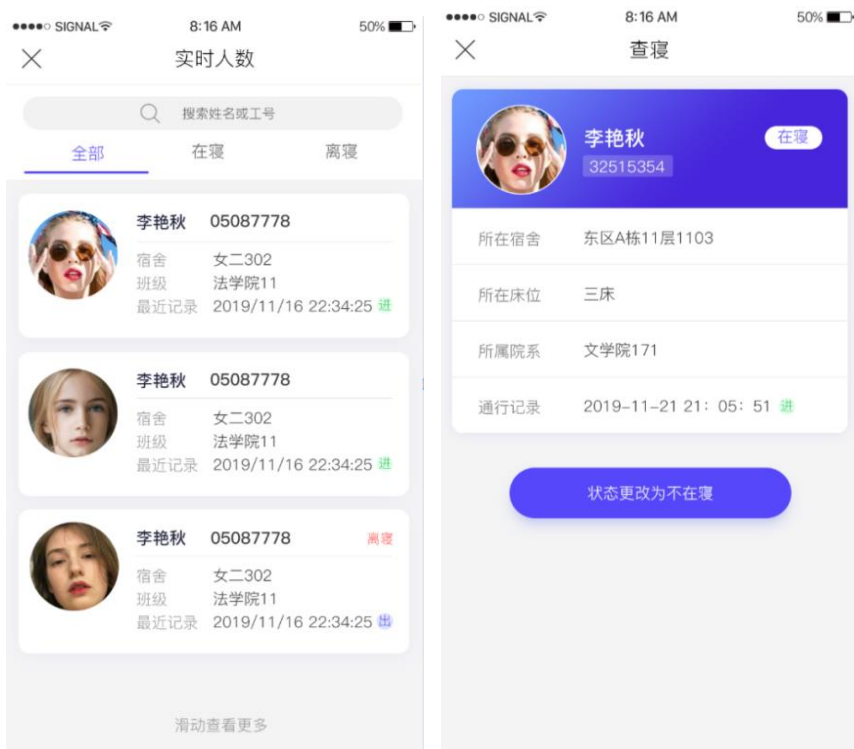 SIGNAL 8:16 AM 50%
实时人数
搜索姓名或工号
全部 在寝 离寝
李艳秋 05087778
宿舍 女二302
班级 法学院11
最近记录 2019/11/16 22:34:25 进
李艳秋 05087778
宿舍 女二302
班级 法学院11
最近记录 2019/11/16 22:34:25 进
李艳秋 05087778 离寝
宿舍 女二302
班级 法学院11
最近记录 2019/11/16 22:34:25 出
滑动查看更多
SIGNAL 8:16 AM 50%
查寝
李艳秋 在寝
32515354
所在宿舍 东区A栋11层1103
所在床位 三床
所属院系 文学院171
通行记录 2019-11-21 21: 05: 51 进
状态更改为不在寝